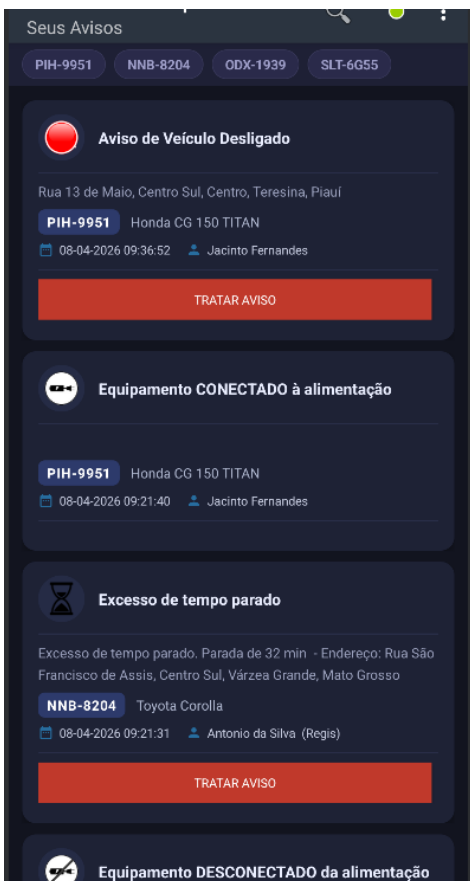 Seus Avisos
PIH-9951 NNB-8204 ODX-1939 SLT-6G55
Aviso de Veículo Desligado
Rua 13 de Maio, Centro Sul, Centro, Teresina, Piauí
PIH-9951 Honda CG 150 TITAN
08-04-2026 09:36:52 Jacinto Fernandes
TRATAR AVISO
Equipamento CONECTADO à alimentação
PIH-9951 Honda CG 150 TITAN
08-04-2026 09:21:40 Jacinto Fernandes
Excesso de tempo parado
Excesso de tempo parado. Parada de 32 min - Endereço: Rua São
Francisco de Assis, Centro Sul, Várzea Grande, Mato Grosso
NNB-8204 Toyota Corolla
08-04-2026 09:21:31 Antonio da Silva (Regis)
TRATAR AVISO
Equipamento DESCONECTADO da alimentação